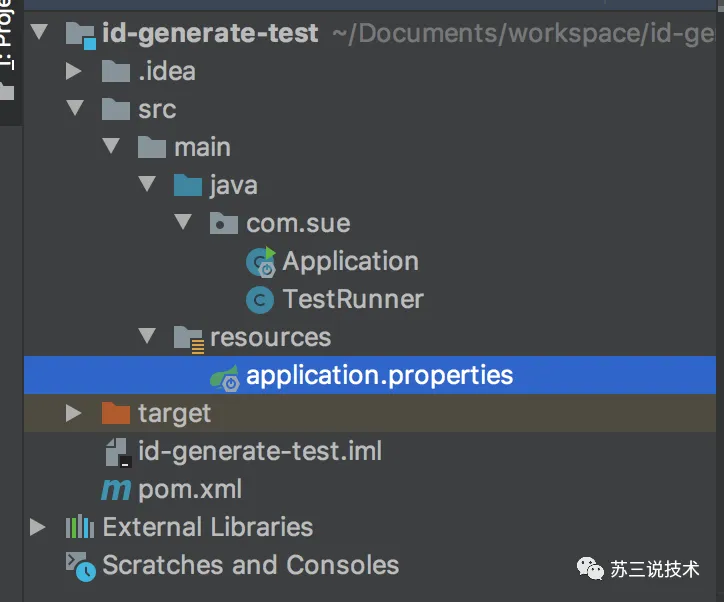 1: Proje
id-generate-test ~/Documents/workspace/id-ge
.idea
src
main
java
com.sue
Application
TestRunner
resources
application.properties
target
id-generate-test.iml
pom.xml
External Libraries
Scratches and Consoles
苏三说技术